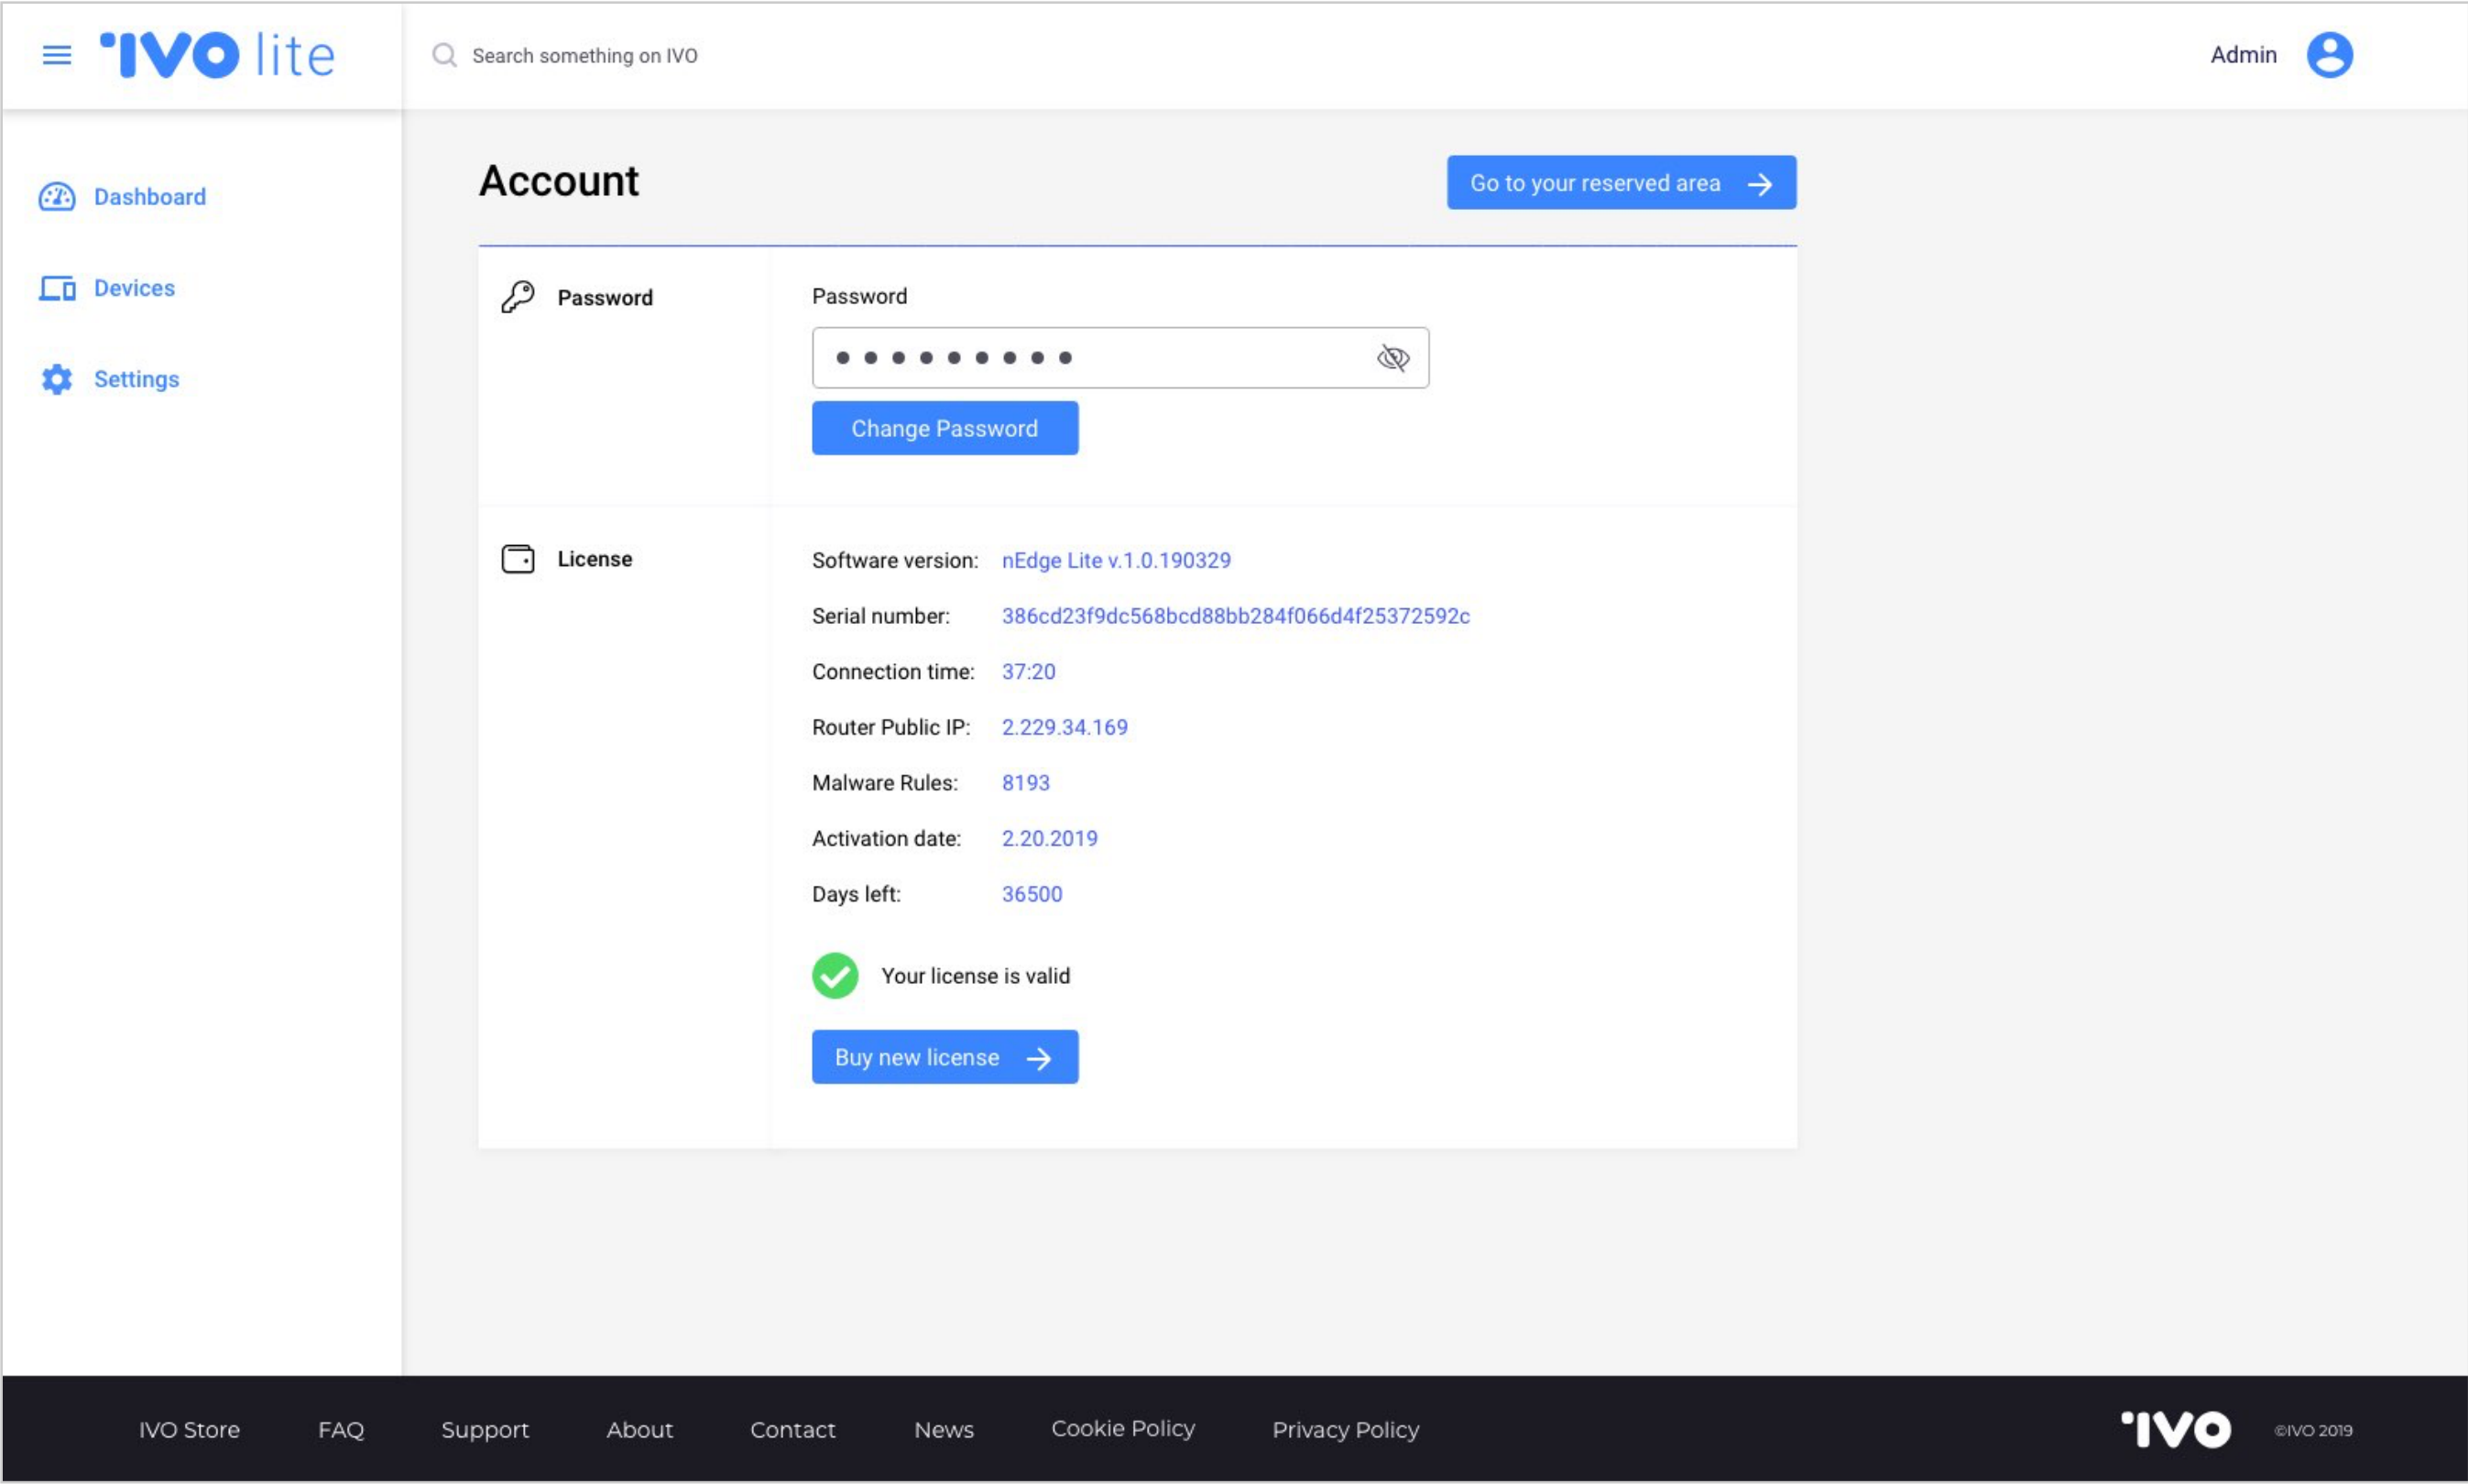 IVO lite
Search something on IVO
Admin
Dashboard
Devices
Settings
Account
Go to your reserved area
Password
Password
Change Password
License
Software version: nEdge Lite v.1.0.190329
Serial number: 386cd23f9dc568bcd88bb284f066d4f25372592c
Connection time: 37:20
Router Public IP: 2.229.34.169
Malware Rules: 8193
Activation date: 2.20.2019
Days left: 36500
Your license is valid
Buy new license
IVO Store FAQ Support About Contact News Cookie Policy Privacy Policy IVO ©IVO 2019